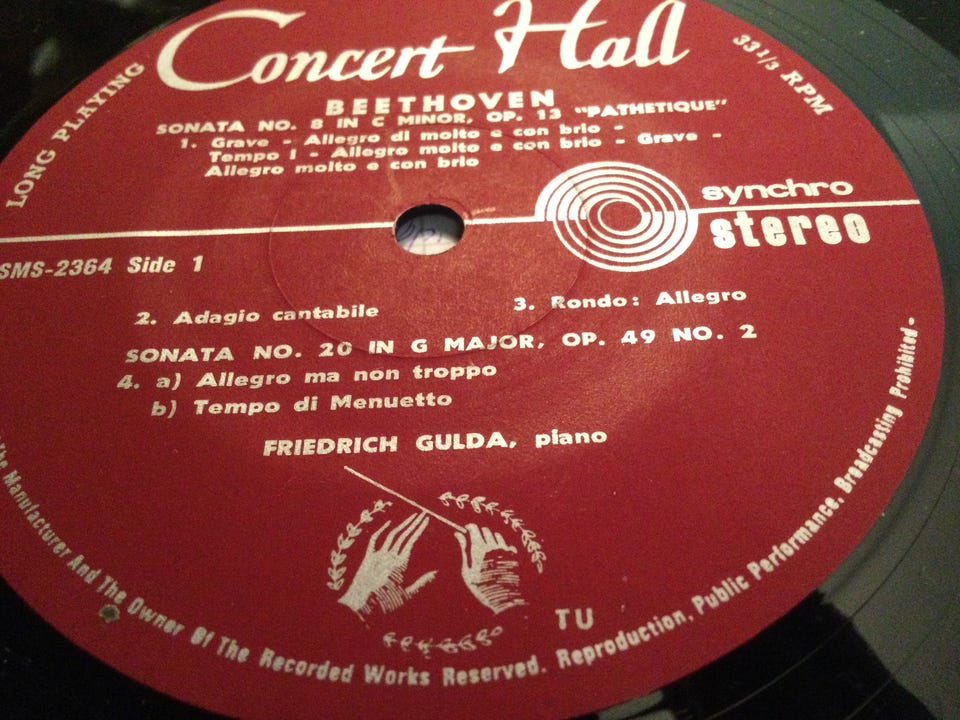 Concert Hall
LONG PLAYING
33 1/3 RPM
BEETHOVEN
SONATA NO. 8 IN C MINOR, OP. 13 "PATHETIQUE"
1. Grave - Allegro di molto e con brio -
Tempo I - Allegro molto e con brio - Grave -
Allegro molto e con brio
synchro
stereo
SMS-2364 Side 1
2. Adagio cantabile
3. Rondo: Allegro
SONATA NO. 20 IN G MAJOR, OP. 49 NO. 2
4. a) Allegro ma non troppo
b) Tempo di Menuetto
FRIEDRICH GULDA, piano
TU
The Manufacturer And The Owner Of The Recorded Works Reserved. Reproduction, Public Performance, Broadcasting Prohibited-